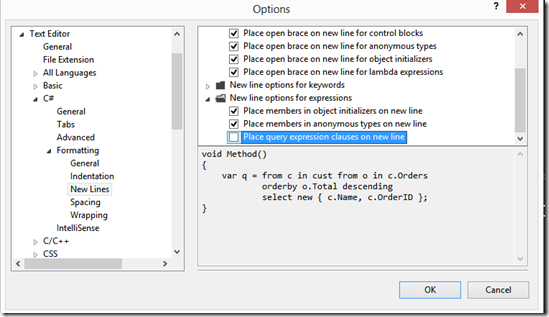 Options
?
Text Editor
General
File Extension
All Languages
Basic
C#
General
Tabs
Advanced
Formatting
General
Indentation
New Lines
Spacing
Wrapping
IntelliSense
C/C++
CSS
Place open brace on new line for control blocks
Place open brace on new line for anonymous types
Place open brace on new line for object initializers
Place open brace on new line for lambda expressions
New line options for keywords
New line options for expressions
Place members in object initializers on new line
Place members in anonymous types on new line
Place query expression clauses on new line
void Method()
{
var q = from c in cust from o in c.Orders
orderby o.Total descending
select new { c.Name, c.OrderID };
}
OK
Cancel